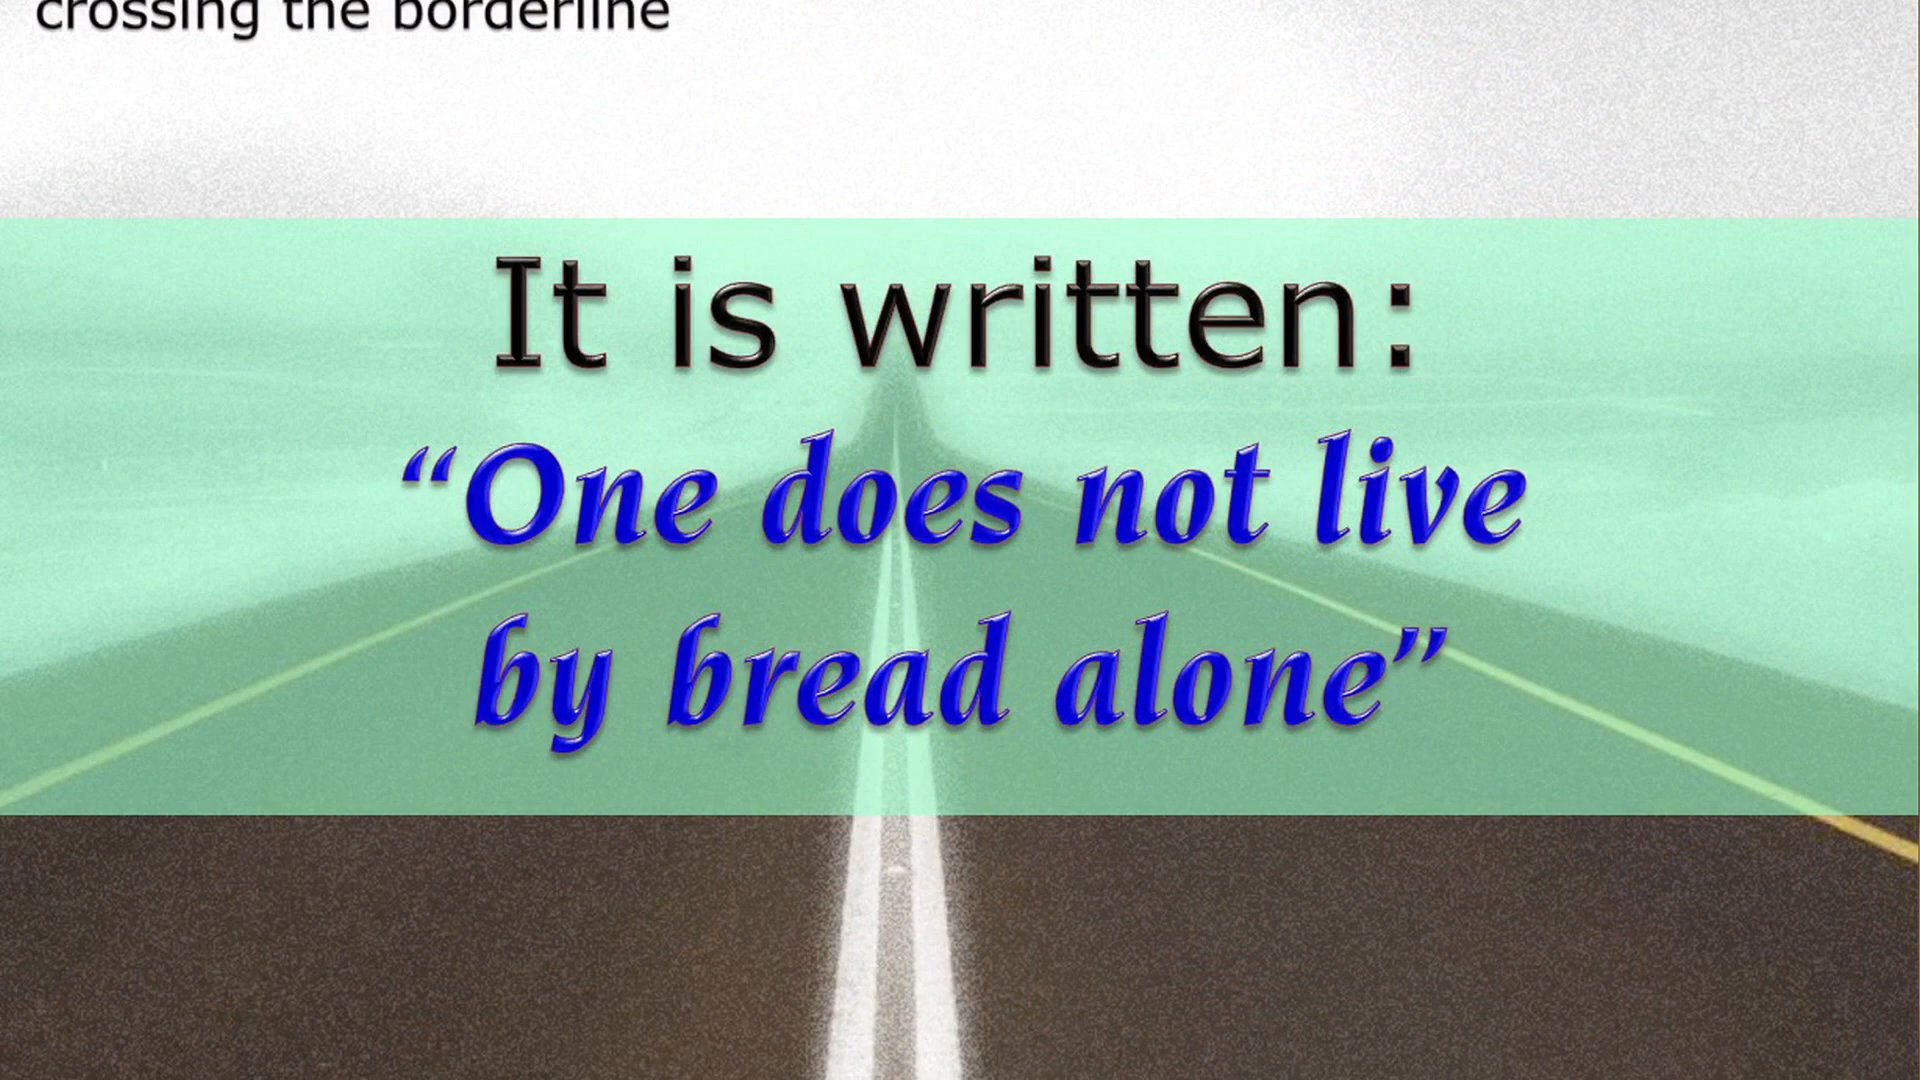 crossing the borderline
It is written:
“One does not live
by bread alone”